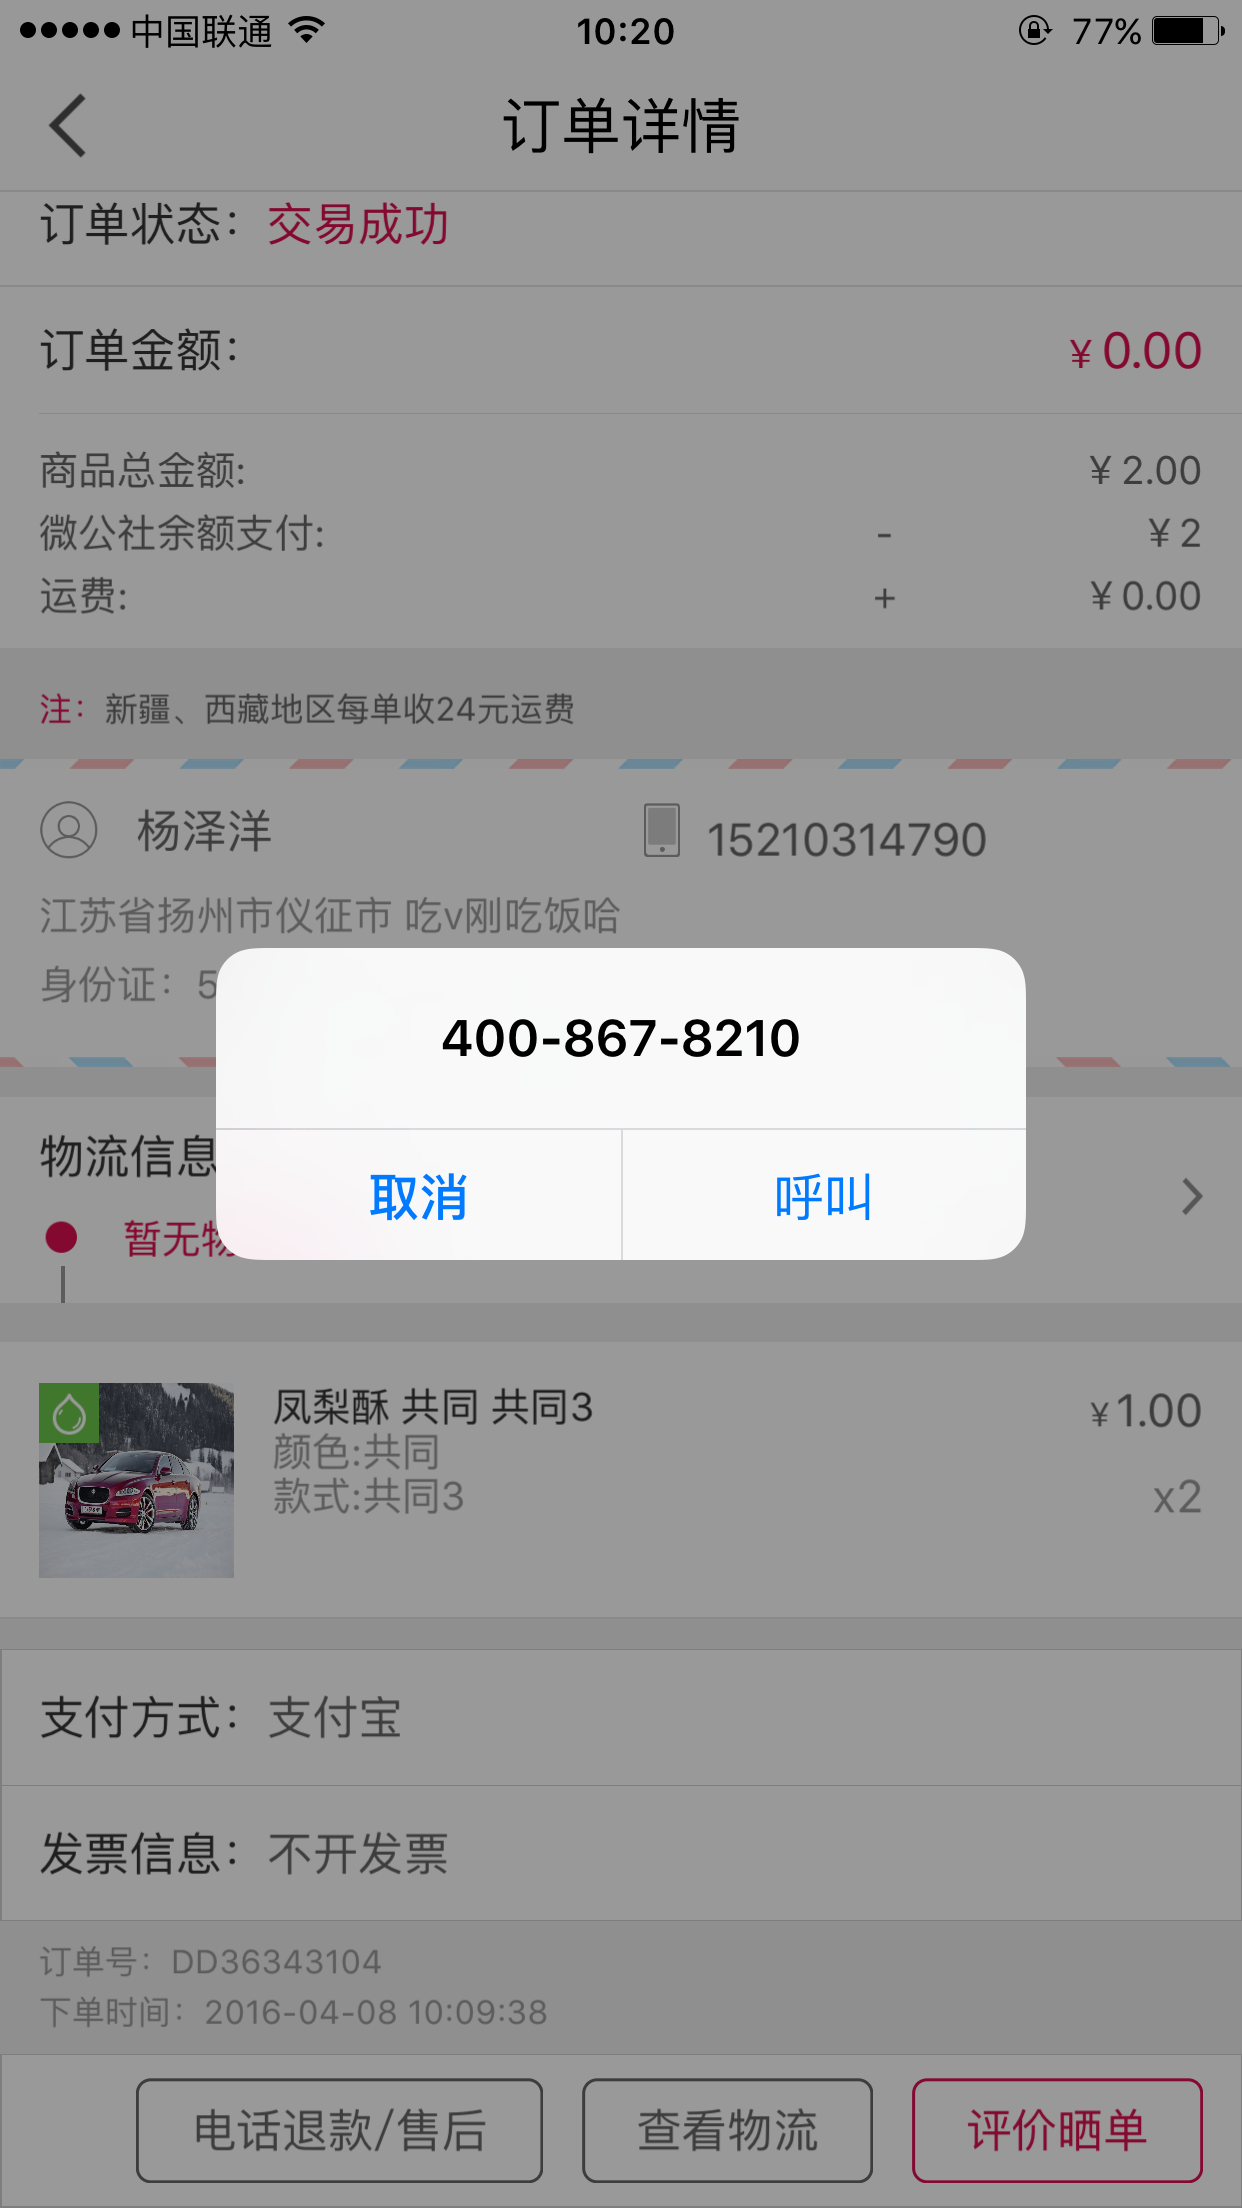 中国联通 10:20 77%
订单详情
订单状态：交易成功
订单金额： ¥0.00
商品总金额: ¥2.00
微公社余额支付: - ¥2
运费: + ¥0.00
注：新疆、西藏地区每单收24元运费
杨泽洋 15210314790
江苏省扬州市仪征市 吃v刚吃饭哈
身份证：5
400-867-8210
取消 呼叫
物流信息
暂无物
凤梨酥 共同 共同3 ¥1.00
颜色:共同
款式:共同3 x2
支付方式：支付宝
发票信息：不开发票
订单号：DD36343104
下单时间：2016-04-08 10:09:38
电话退款/售后 查看物流 评价晒单